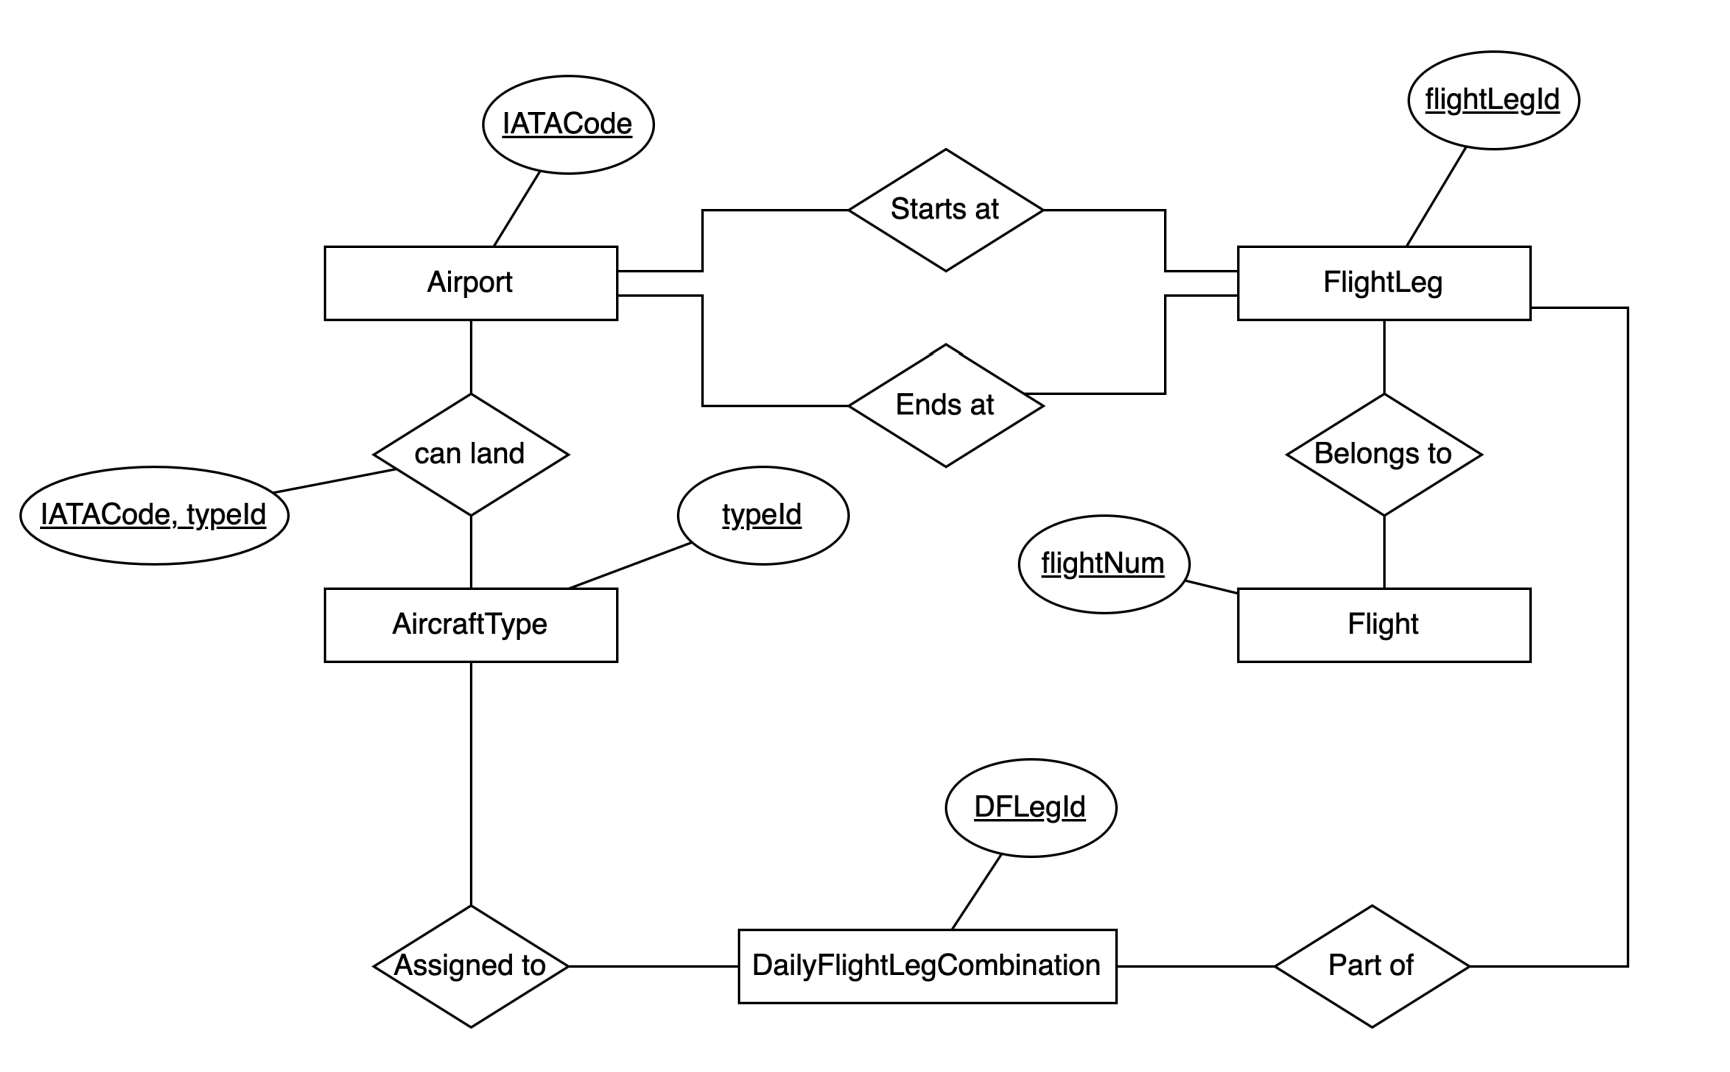 flightLegId
IATACode
Starts at
Airport
FlightLeg
Ends at
can land
Belongs to
IATACode, typeId
typeId
flightNum
AircraftType
Flight
DFLegId
Assigned to
DailyFlightLegCombination
Part of